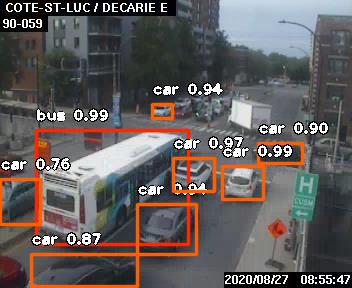 COTE-ST-LUC / DECARIE E
90-059
car 0.94
bus 0.99
car 0.97
car 0.90
car 0.99
car 0.76
car 0.94
car 0.87
H
CUSM
2020/08/27 08:55:47